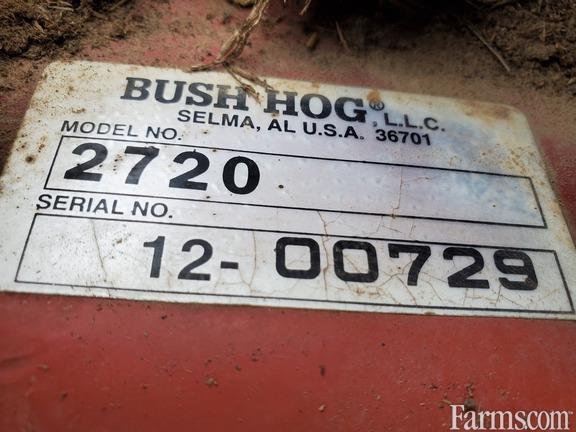 BUSH HOG®, L.L.C.
SELMA, AL U.S.A. 36701
MODEL NO.
2720
SERIAL NO.
12- 00729
Farms.com